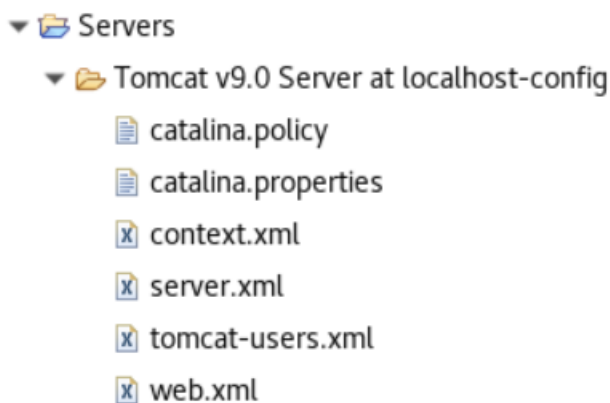 Servers
Tomcat v9.0 Server at localhost-config
catalina.policy
catalina.properties
context.xml
server.xml
tomcat-users.xml
web.xml